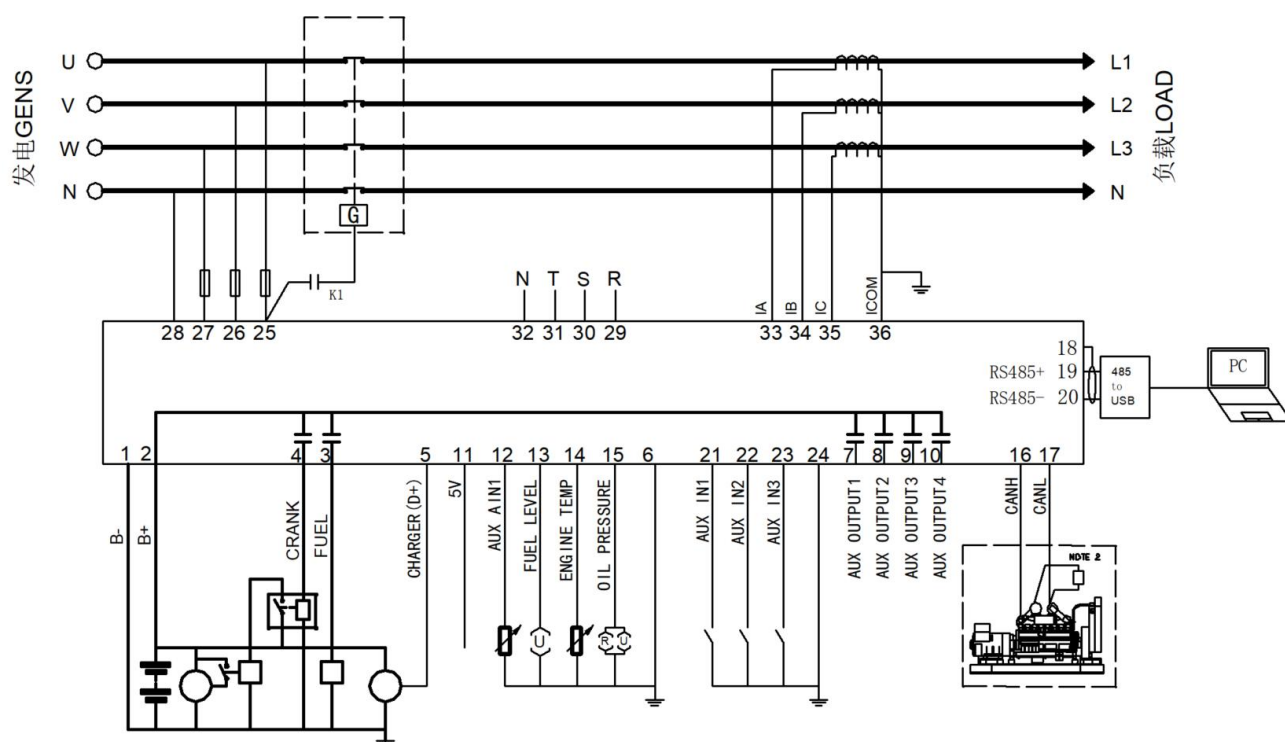 发电GENS
U
V
W
N
L1
L2
L3
N
负载LOAD
G
K1
N T S R
IA IB IC ICOM
28 27 26 25 32 31 30 29 33 34 35 36
18
RS485+ 19
RS485- 20
485
to
USB
PC
1 2 4 3 5 11 12 13 14 15 6 21 22 23 24 7 8 9 10 16 17
B-
B+
CRANK
FUEL
CHARGER(D+)
5V
AUX AIN1
FUEL LEVEL
ENGINE TEMP
OIL PRESSURE
AUX IN1
AUX IN2
AUX IN3
AUX OUTPUT1
AUX OUTPUT2
AUX OUTPUT3
AUX OUTPUT4
CANH
CANL
NOTE 2
U
R U